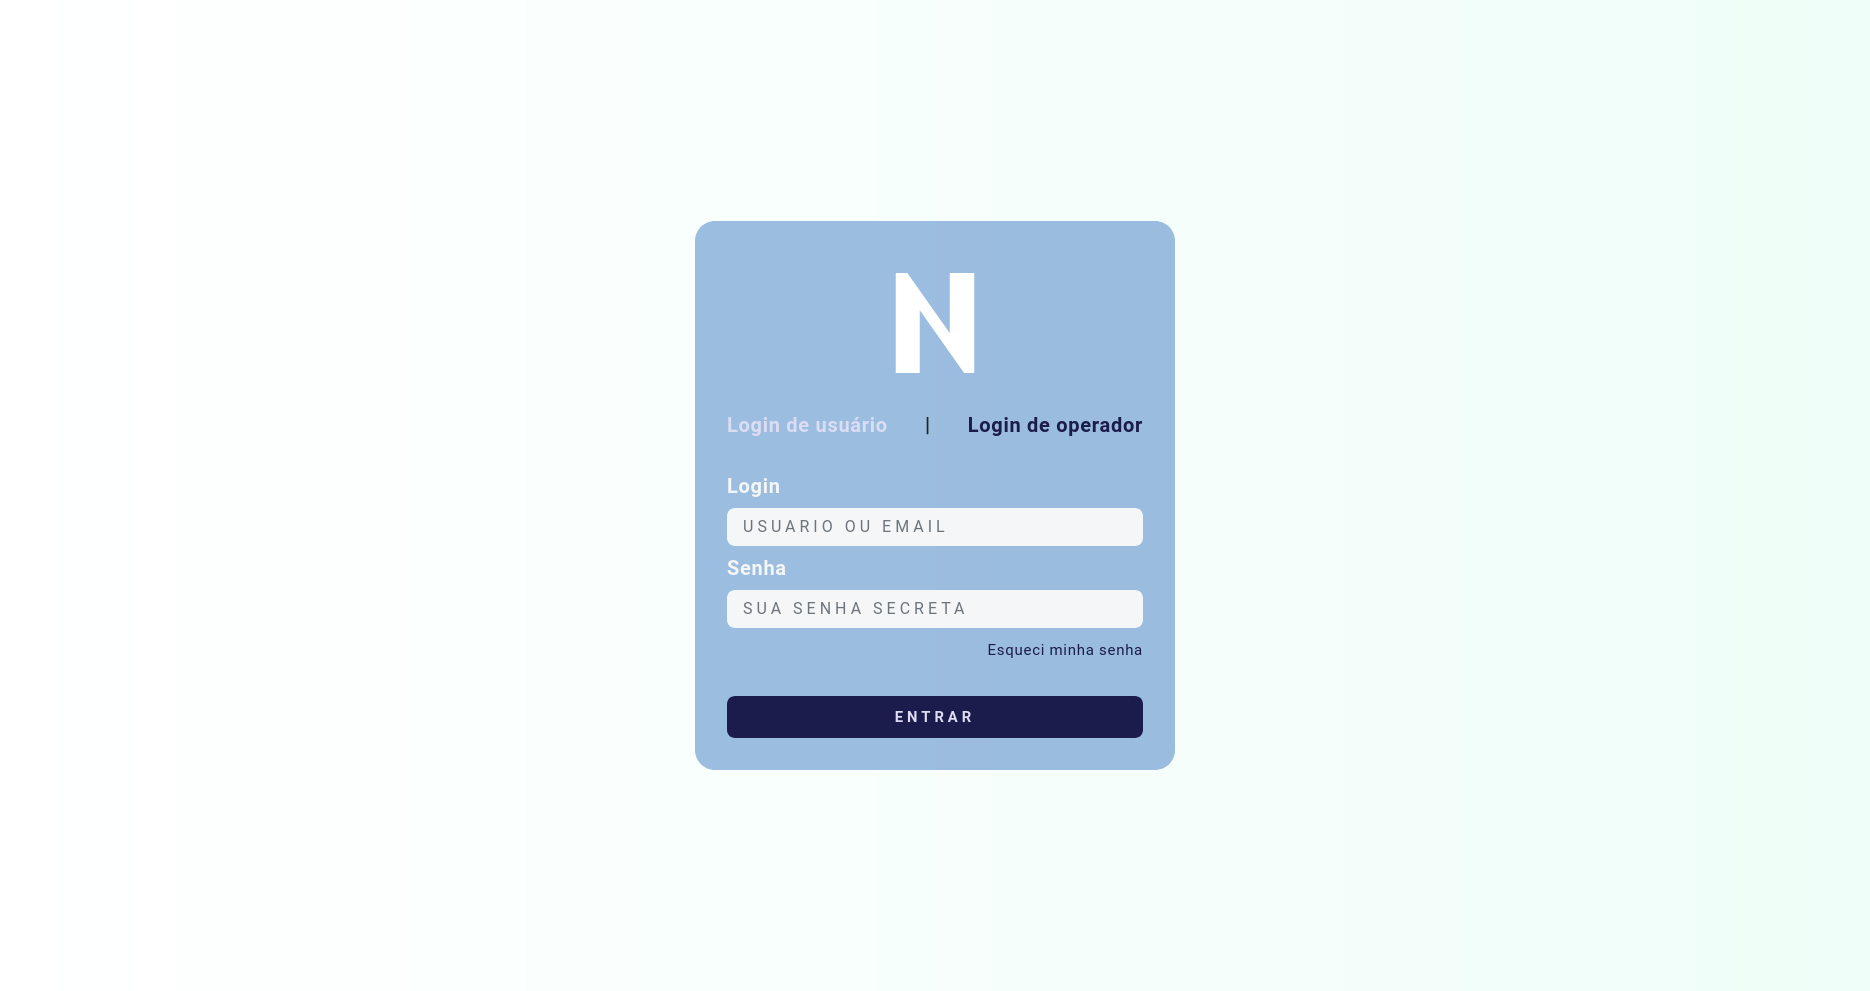 N
Login de usuário | Login de operador
Login
USUARIO OU EMAIL
Senha
SUA SENHA SECRETA
Esqueci minha senha
ENTRAR